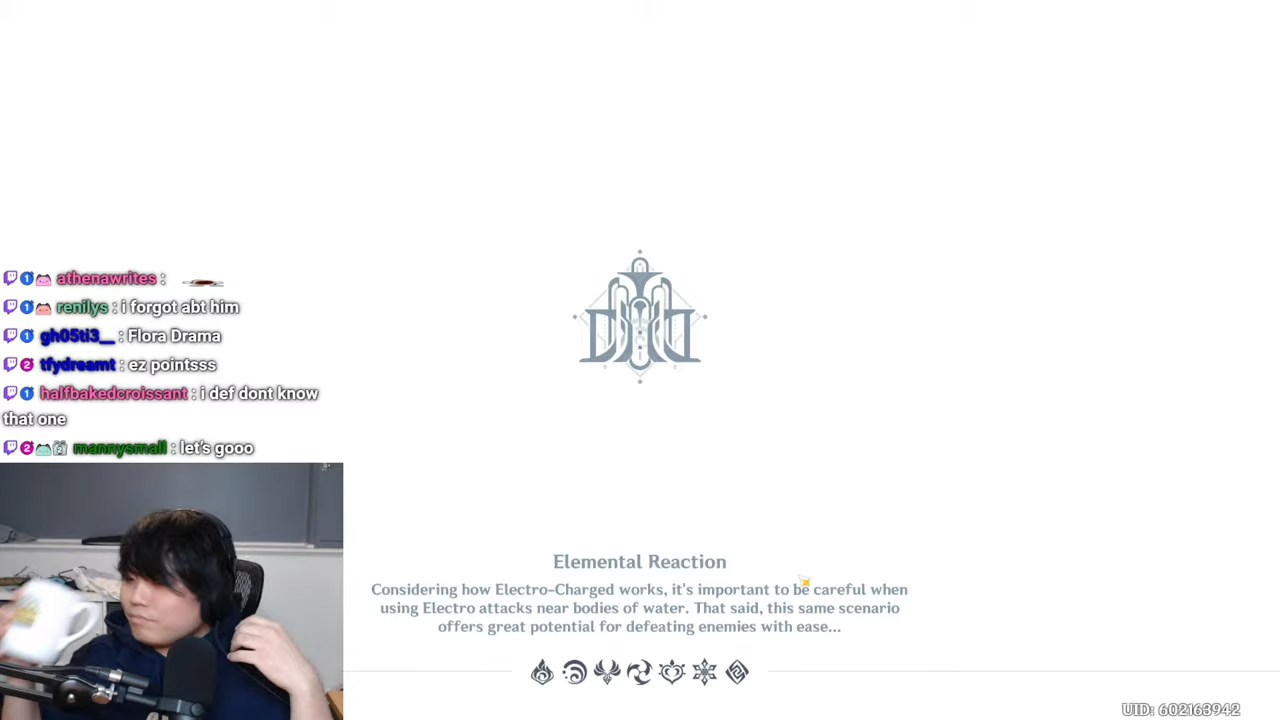 athenawrites :
renilys : i forgot abt him
gh05ti3__ : Flora Drama
tfydreamt : ez pointsss
halfbakedcroissant : i def dont know
that one
mannysmall : let's gooo
Elemental Reaction
Considering how Electro-Charged works, it's important to be careful when
using Electro attacks near bodies of water. That said, this same scenario
offers great potential for defeating enemies with ease...
UID: 602163942